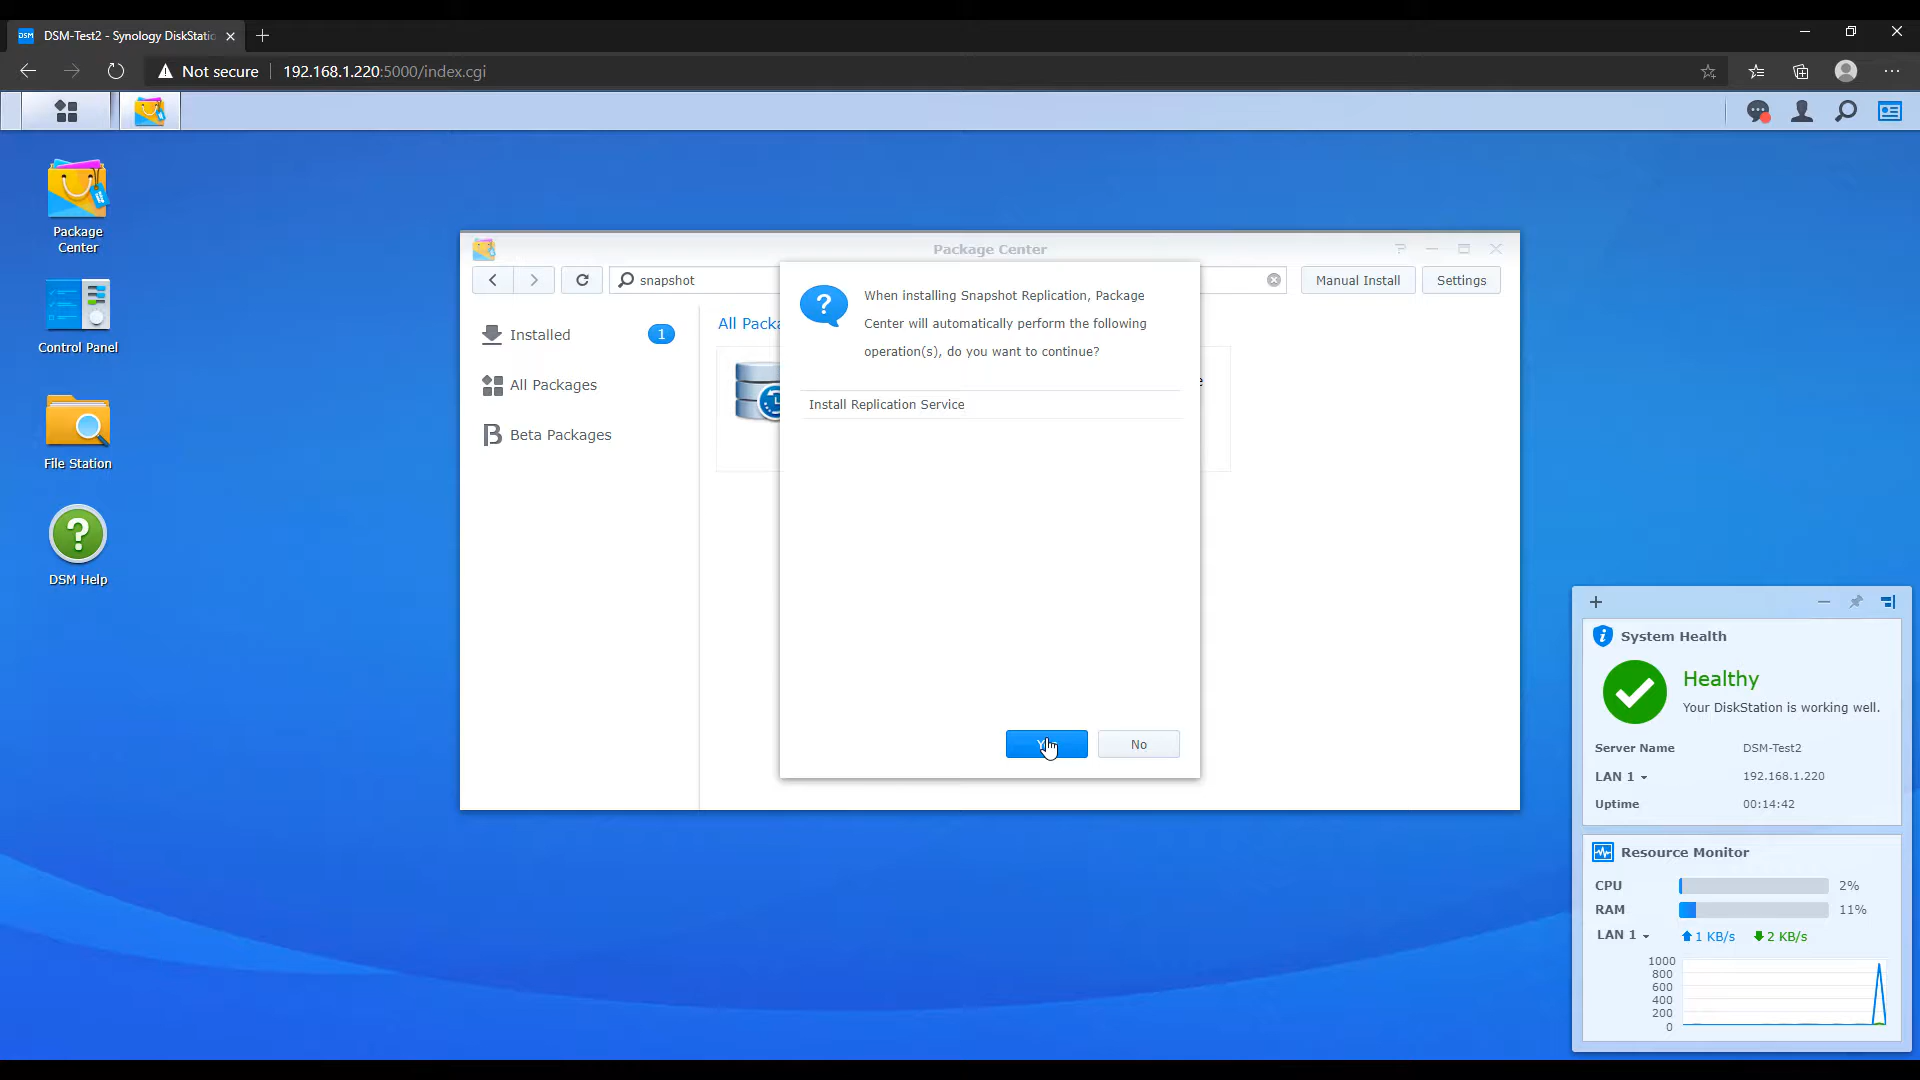 DSM-Test2 - Synology DiskStatio
Not secure
192.168.1.220:5000/index.cgi
Package
Center
Control Panel
File Station
DSM Help
Package Center
snapshot
Manual Install
Settings
Installed
1
All Packages
Beta Packages
All Packa
When installing Snapshot Replication, Package
Center will automatically perform the following
operation(s), do you want to continue?
Install Replication Service
No
System Health
Healthy
Your DiskStation is working well.
Server Name DSM-Test2
LAN 1 192.168.1.220
Uptime 00:14:42
Resource Monitor
CPU 2%
RAM 11%
LAN 1 1 KB/s 2 KB/s
1000
800
600
400
200
0